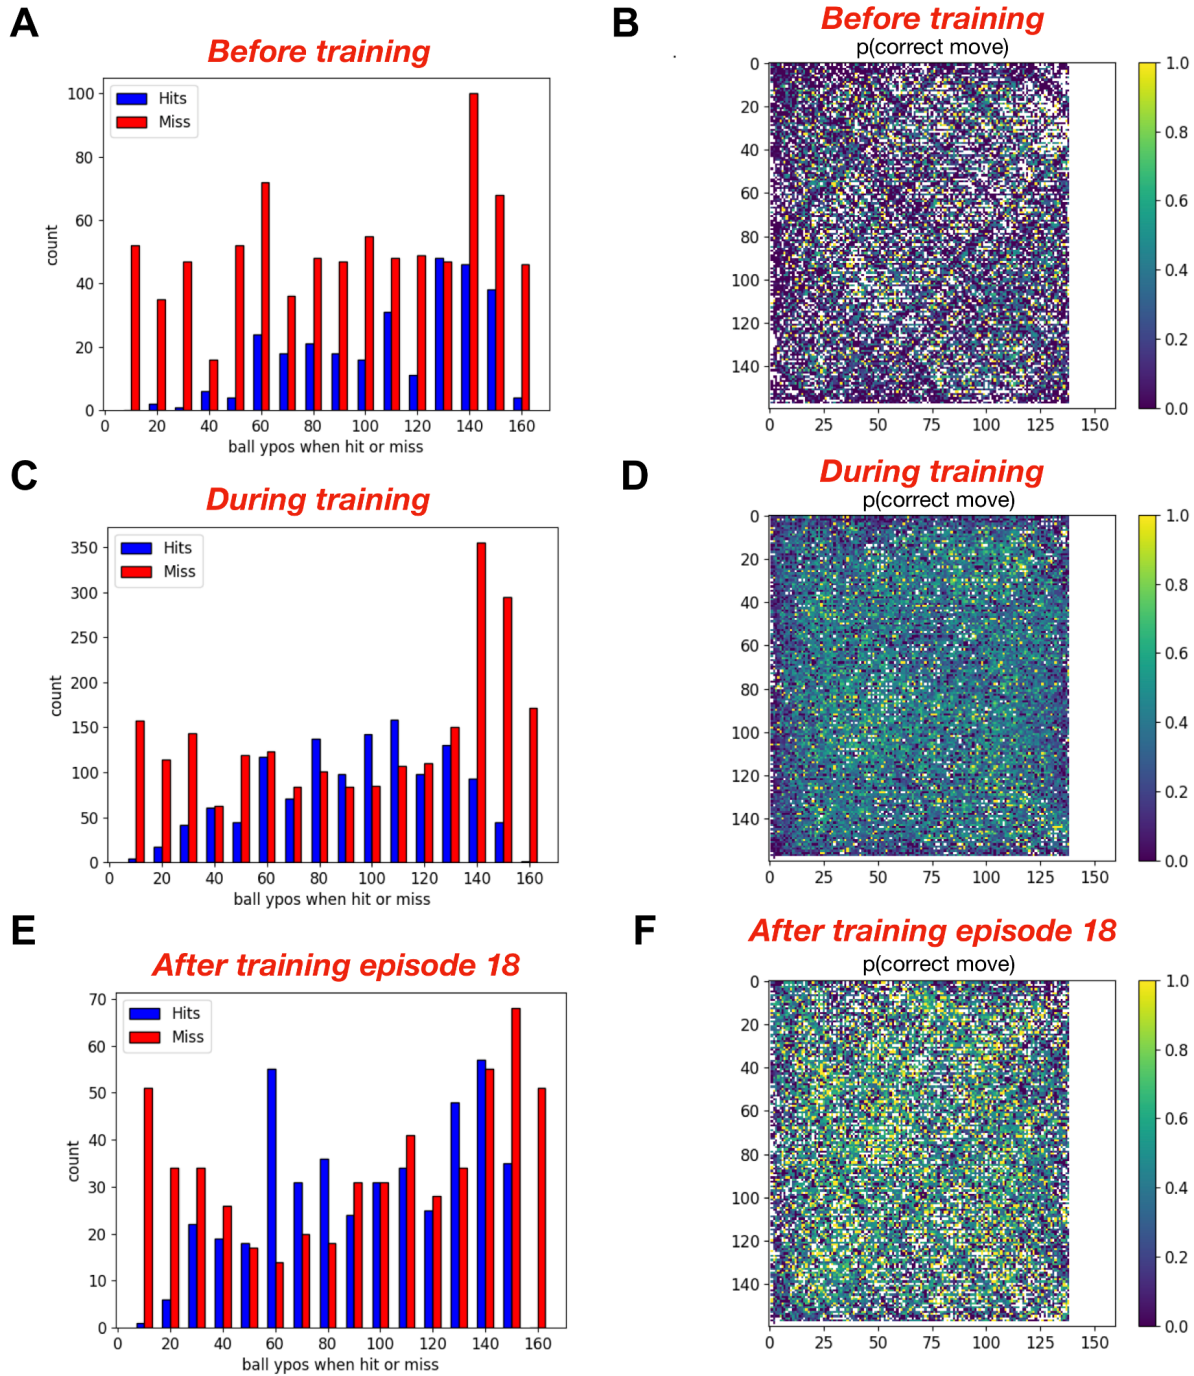 A
Before training
Hits
Miss
100
80
60
40
20
0
count
0 20 40 60 80 100 120 140 160
ball ypos when hit or miss
B
Before training
p(correct move)
0
20
40
60
80
100
120
140
0 25 50 75 100 125 150
1.0
0.8
0.6
0.4
0.2
0.0
C
During training
Hits
Miss
350
300
250
200
150
100
50
0
count
0 20 40 60 80 100 120 140 160
ball ypos when hit or miss
D
During training
p(correct move)
0
20
40
60
80
100
120
140
0 25 50 75 100 125 150
1.0
0.8
0.6
0.4
0.2
0.0
E
After training episode 18
Hits
Miss
70
60
50
40
30
20
10
0
count
0 20 40 60 80 100 120 140 160
ball ypos when hit or miss
F
After training episode 18
p(correct move)
0
20
40
60
80
100
120
140
0 25 50 75 100 125 150
1.0
0.8
0.6
0.4
0.2
0.0